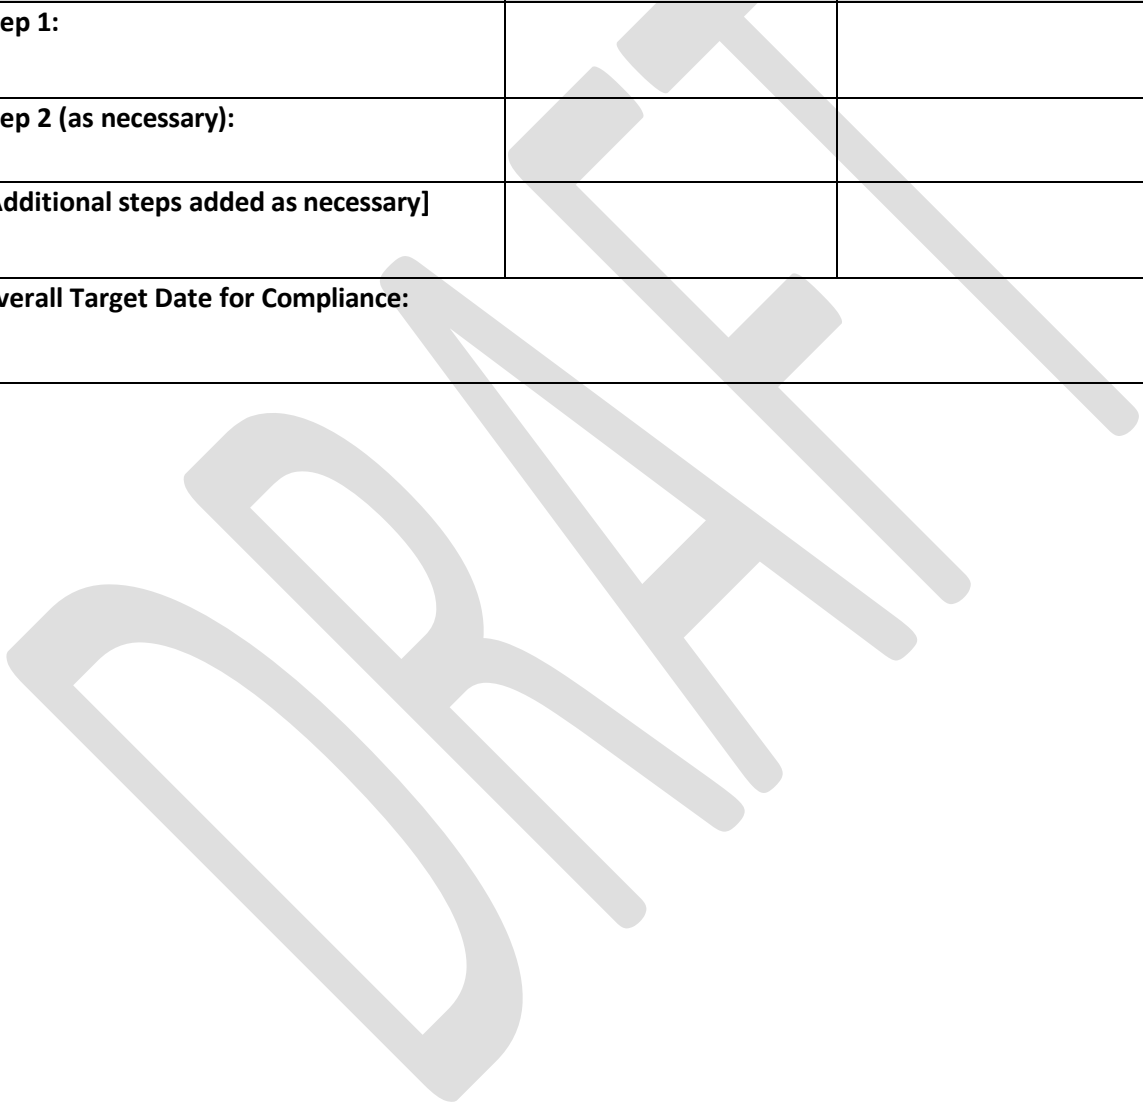 ep 1:
ep 2 (as necessary):
dditional steps added as necessary]
verall Target Date for Compliance:
DRAFT